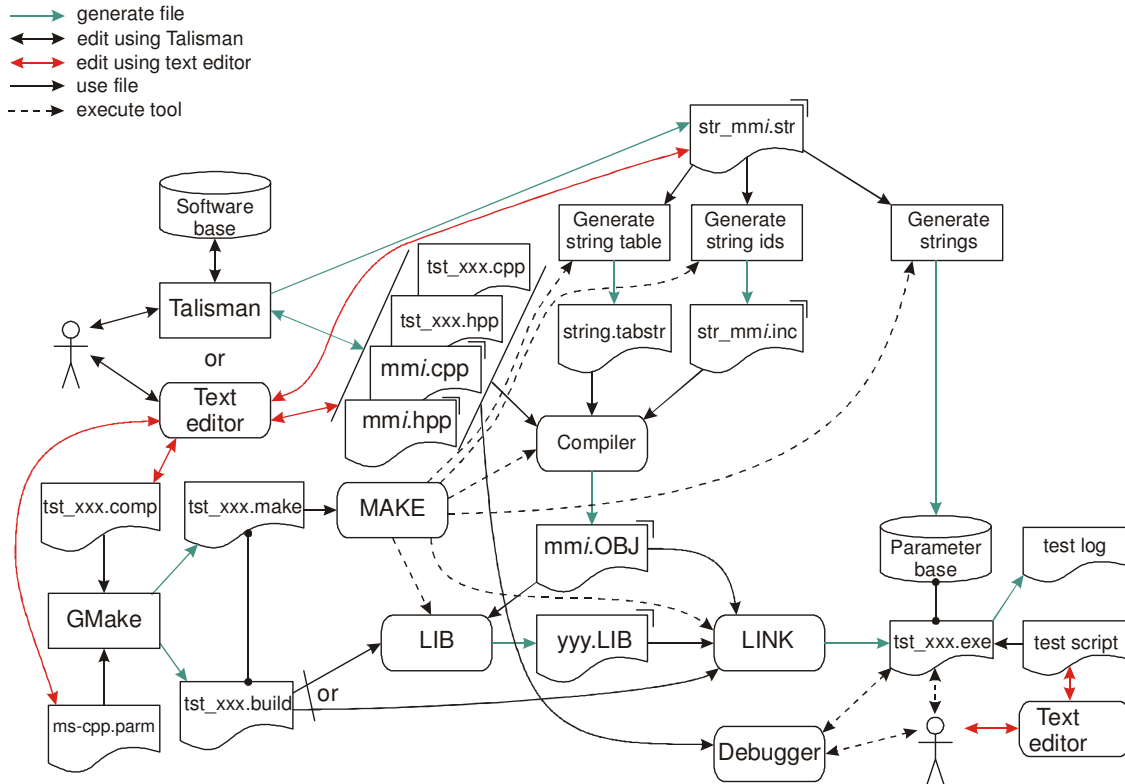 generate file
edit using Talisman
edit using text editor
use file
execute tool
str_mmi.str
Software
base
Generate
string table
Generate
string ids
Generate
strings
tst_xxx.cpp
Talisman
tst_xxx.hpp
string.tabstr
str_mmi.inc
or
mmi.cpp
Text
editor
mmi.hpp
Compiler
tst_xxx.comp
tst_xxx.make
MAKE
mmi.OBJ
Parameter
base
test log
GMake
LIB
yyy.LIB
LINK
tst_xxx.exe
test script
or
tst_xxx.build
ms-cpp.parm
Debugger
Text
editor